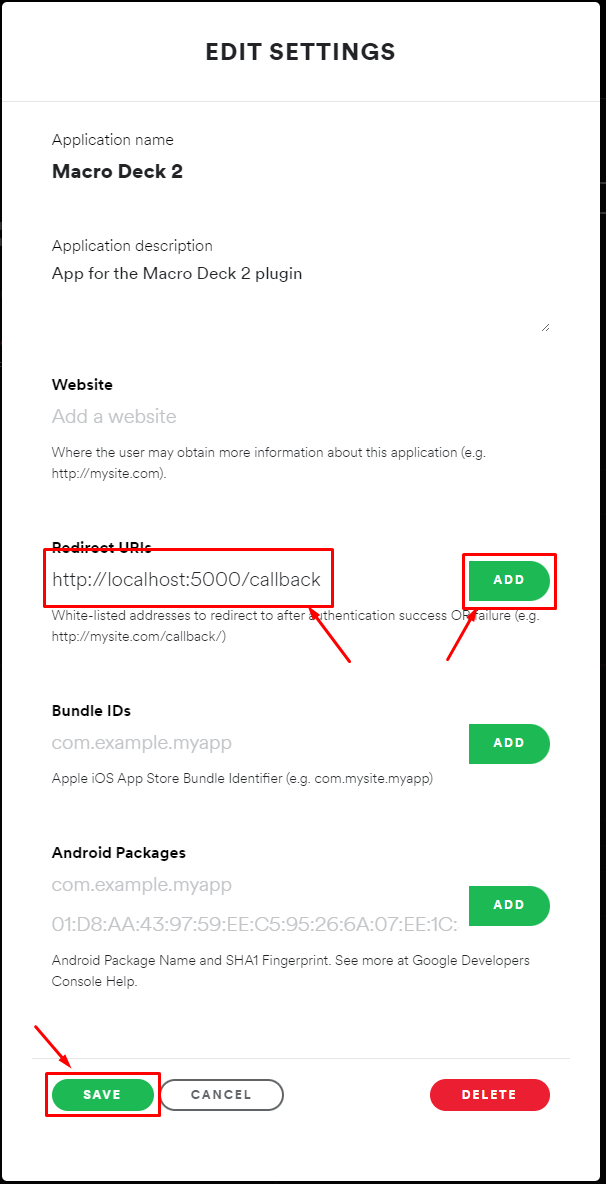 EDIT SETTINGS
Application name
Macro Deck 2
Application description
App for the Macro Deck 2 plugin
Website
Add a website
Where the user may obtain more information about this application (e.g.
http://mysite.com).
Redirect URIs
http://localhost:5000/callback
ADD
White-listed addresses to redirect to after authentication success OR failure (e.g.
http://mysite.com/callback/)
Bundle IDs
com.example.myapp
ADD
Apple iOS App Store Bundle Identifier (e.g. com.mysite.myapp)
Android Packages
com.example.myapp
01:D8:AA:43:97:59:EE:C5:95:26:6A:07:EE:1C:
ADD
Android Package Name and SHA1 Fingerprint. See more at Google Developers
Console Help.
SAVE
CANCEL
DELETE